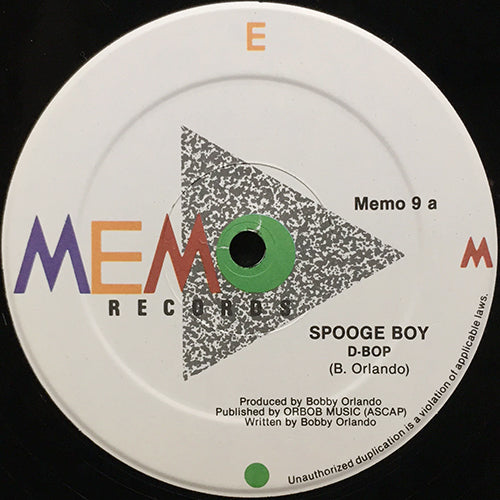 E
Memo 9 a
MEMO
M
RECORDS
SPOOGE BOY
D-BOP
(B. Orlando)
Produced by Bobby Orlando
Published by ORBOB MUSIC (ASCAP)
Written by Bobby Orlando
Unauthorized duplication is a violation of applicable laws.